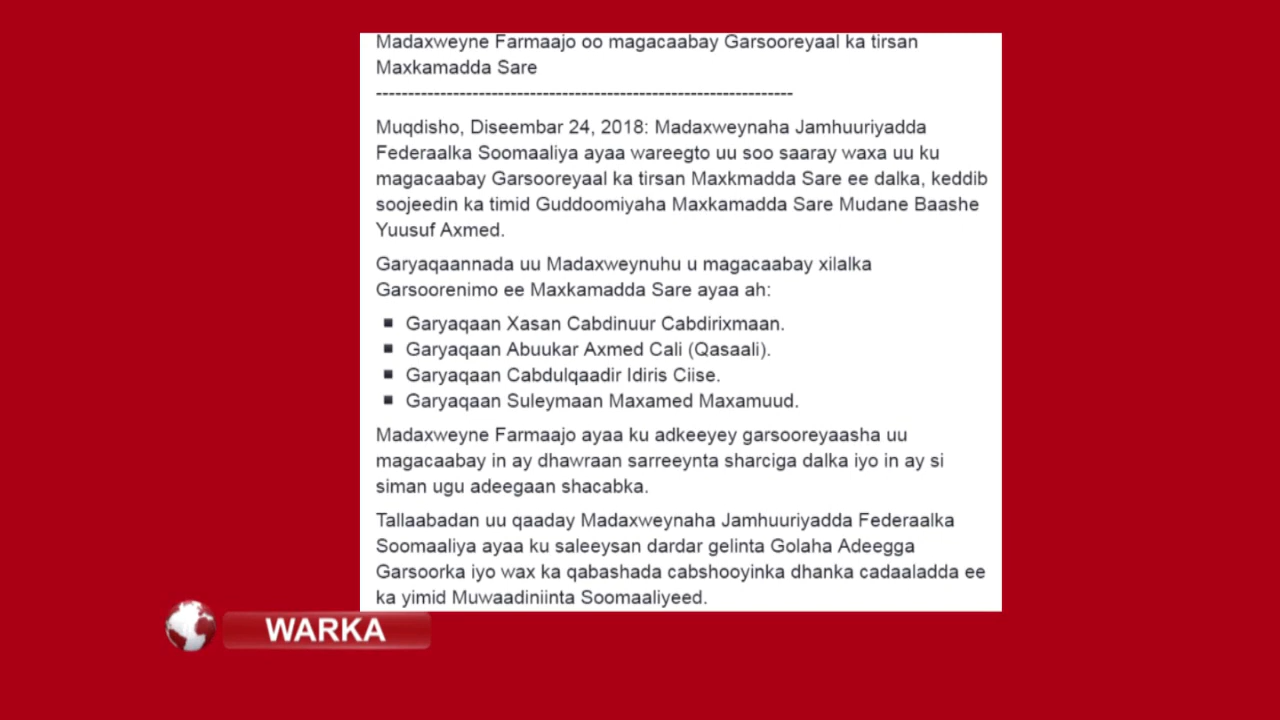 Madaxweyne Farmaajo oo magacaabay Garsooreyaal ka tirsan
Maxkamadda Sare
-----------------------------------------------------------------
Muqdisho, Diseembar 24, 2018: Madaxweynaha Jamhuuriyadda
Federaalka Soomaaliya ayaa wareegto uu soo saaray waxa uu ku
magacaabay Garsooreyaal ka tirsan Maxkmadda Sare ee dalka, keddib
soojeedin ka timid Guddoomiyaha Maxkamadda Sare Mudane Baashe
Yuusuf Axmed.
Garyaqaannada uu Madaxweynuhu u magacaabay xilalka
Garsoorenimo ee Maxkamadda Sare ayaa ah:
▪ Garyaqaan Xasan Cabdinuur Cabdirixmaan.
▪ Garyaqaan Abuukar Axmed Cali (Qasaali).
▪ Garyaqaan Cabdulqaadir Idiris Ciise.
▪ Garyaqaan Suleymaan Maxamed Maxamuud.
Madaxweyne Farmaajo ayaa ku adkeeyey garsooreyaasha uu
magacaabay in ay dhawraan sarreeynta sharciga dalka iyo in ay si
siman ugu adeegaan shacabka.
Tallaabadan uu qaaday Madaxweynaha Jamhuuriyadda Federaalka
Soomaaliya ayaa ku saleeysan dardar gelinta Golaha Adeegga
Garsoorka iyo wax ka qabashada cabshooyinka dhanka cadaaladda ee
ka yimid Muwaadiniinta Soomaaliyeed.
WARKA